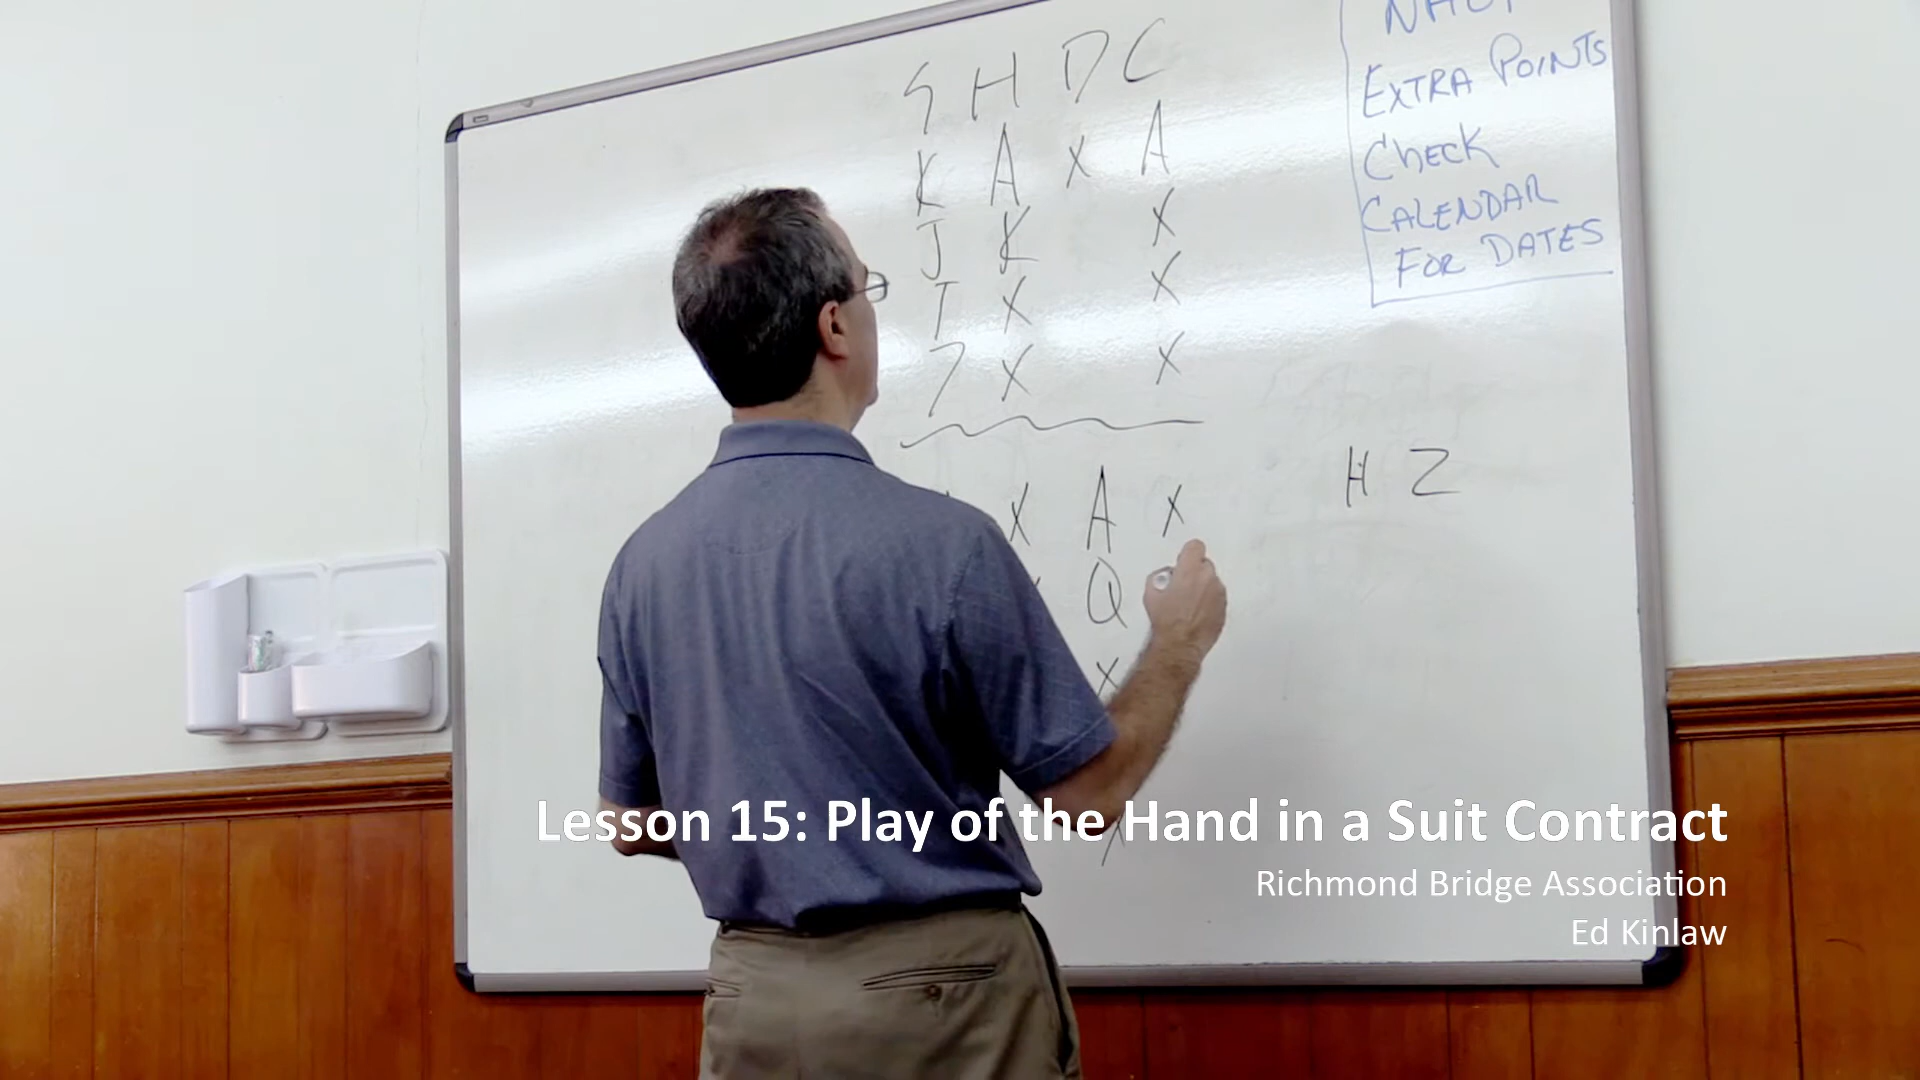 S H D C
K A X A
J K X
T X X
7 X X
X A X
Q
X
H 2
EXTRA POINTS
CHECK
CALENDAR
FOR DATES
Lesson 15: Play of the Hand in a Suit Contract
Richmond Bridge Association
Ed Kinlaw